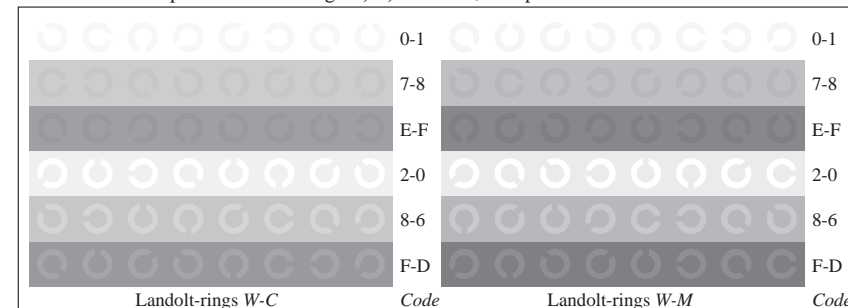 0-1 0-1
7-8 7-8
E-F E-F
2-0 2-0
8-6 8-6
F-D F-D
Landolt-rings W-C Code Landolt-rings W-M Code